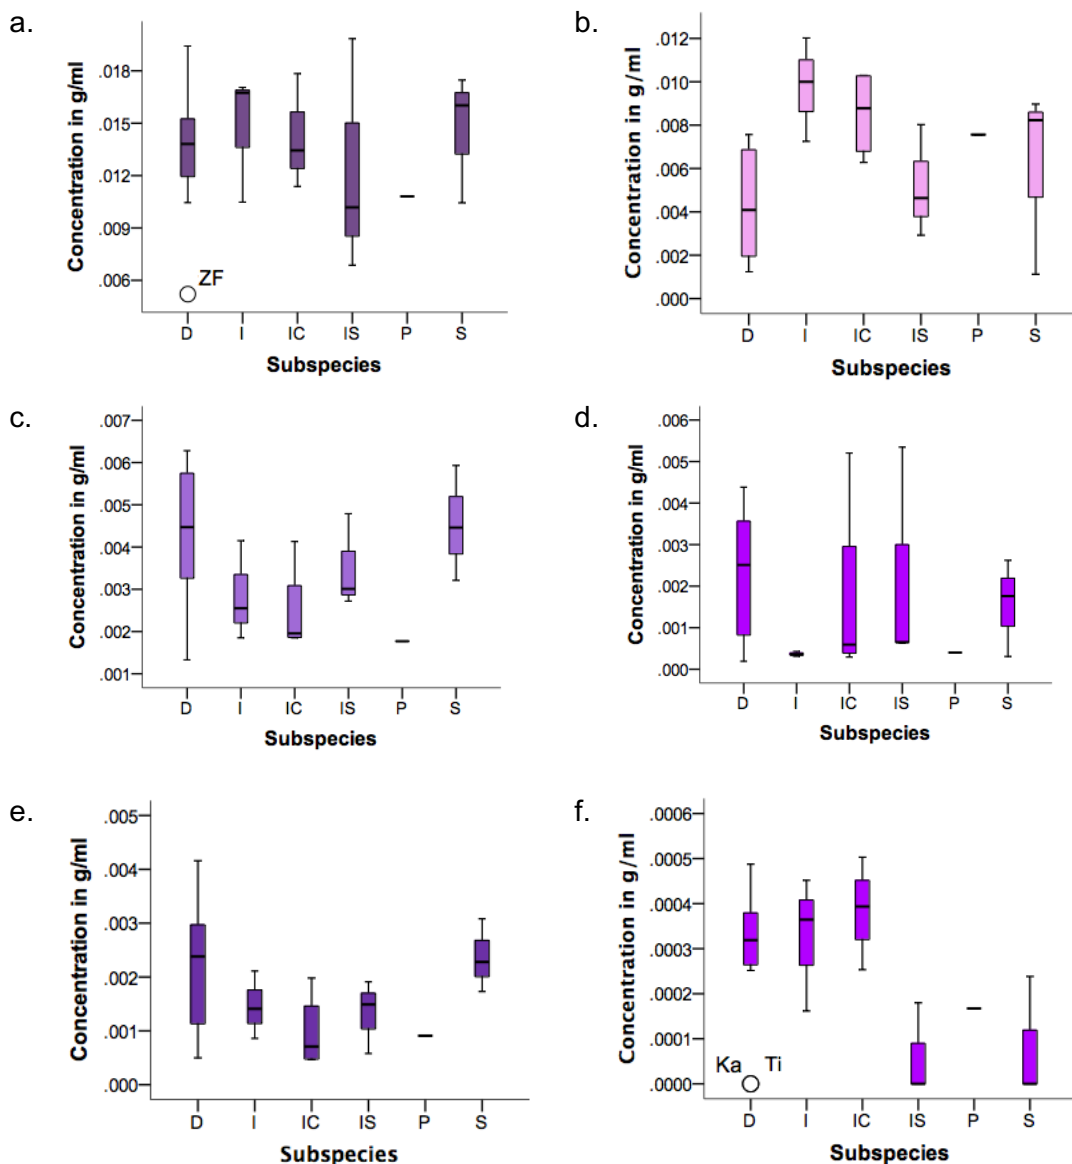 a.
Concentration in g/ml
.018
.015
.012
.009
.006
ZF
D I IC IS P S
Subspecies
b.
Concentration in g/ml
.012
.010
.008
.006
.004
.002
.000
D I IC IS P S
Subspecies
c.
Concentration in g/ml
.007
.006
.005
.004
.003
.002
.001
D I IC IS P S
Subspecies
d.
Concentration in g/ml
.006
.005
.004
.003
.002
.001
.000
D I IC IS P S
Subspecies
e.
Concentration in g/ml
.005
.004
.003
.002
.001
.000
D I IC IS P S
Subspecies
f.
Concentration in g/ml
.0006
.0005
.0004
.0003
.0002
.0001
.0000
Ka Ti
D I IC IS P S
Subspecies